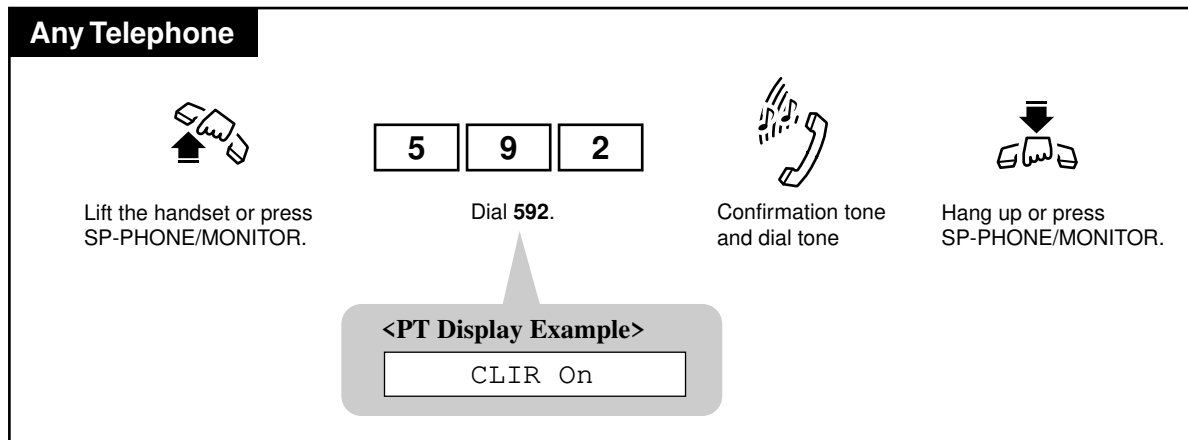 Any Telephone
5 9 2
Lift the handset or press
SP-PHONE/MONITOR.
Dial 592.
Confirmation tone
and dial tone
Hang up or press
SP-PHONE/MONITOR.
<PT Display Example>
CLIR On